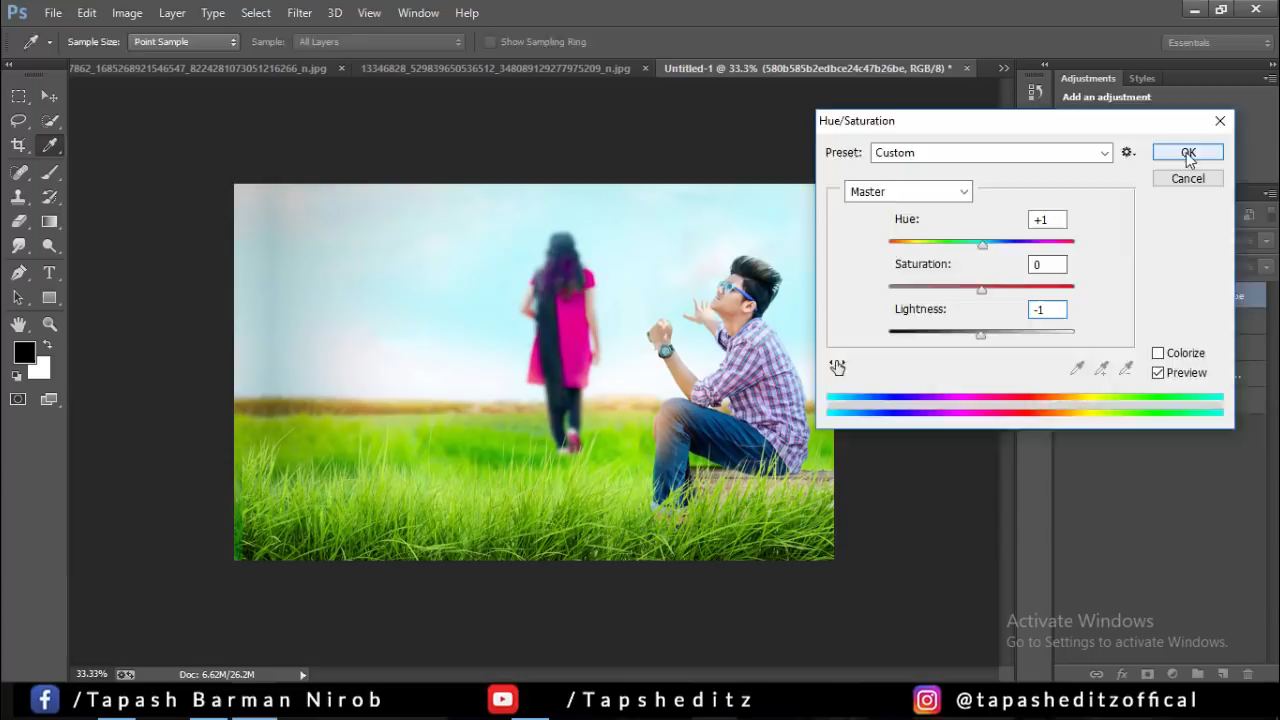 Ps File Edit Image Layer Type Select Filter 3D View Window Help
Sample Size: Point Sample Sample: All Layers Show Sampling Ring Essentials
7862_1685268921546547_8224281073051216266_n.jpg × 13346828_529839650536512_348089129277975209_n.jpg × Untitled-1 @ 33.3% (580b585b2edbce24c47b26be, RGB/8) * ×
Adjustments Styles
Add an adjustment
Hue/Saturation
Preset: Custom OK
Cancel
Master
Hue: +1
Saturation: 0
Lightness: -1
Colorize
Preview
Activate Windows
Go to Settings to activate Windows.
33.33% Doc: 6.62M/26.2M
/Tapash Barman Nirob /Tapsheditz @tapasheditzoffical